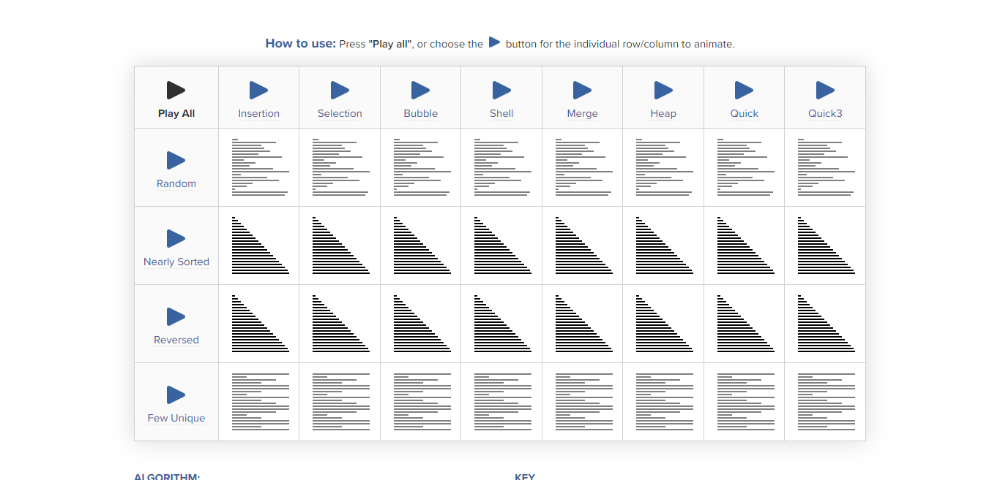 How to use: Press "Play all", or choose the button for the individual row/column to animate.
Play All Insertion Selection Bubble Shell Merge Heap Quick Quick3
Random
Nearly Sorted
Reversed
Few Unique
ALGORITHM: KEY